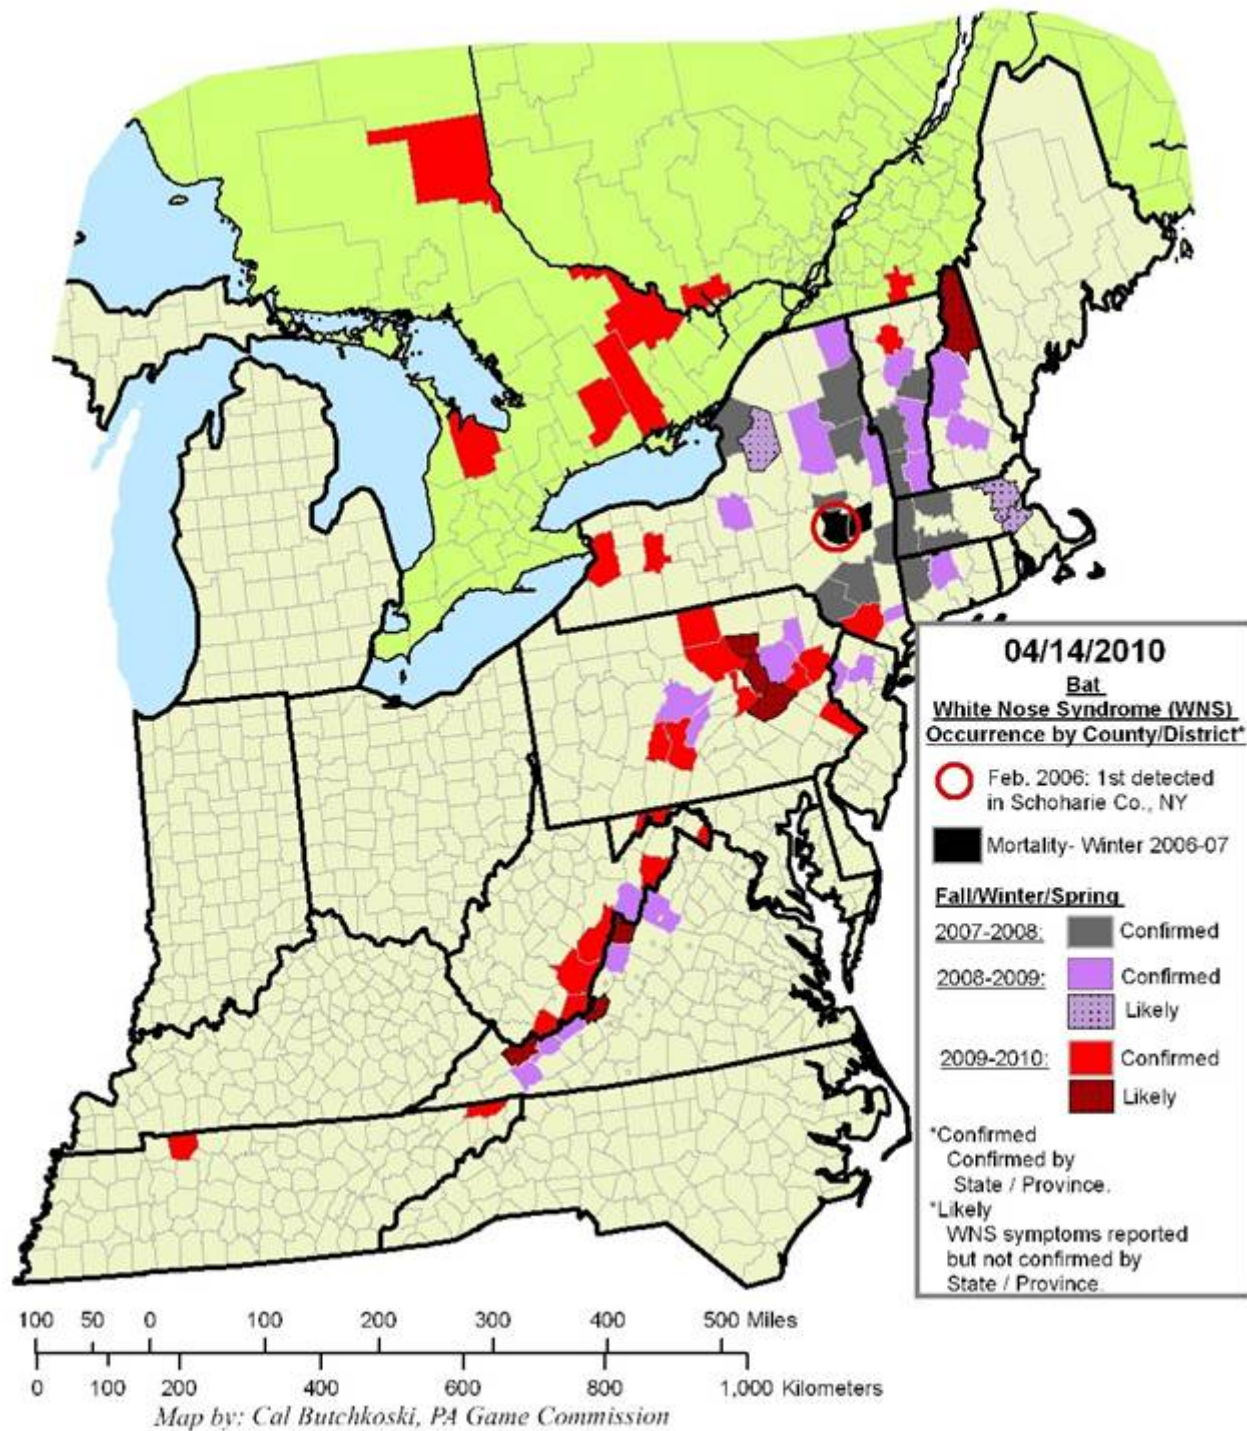 04/14/2010
Bat
White Nose Syndrome (WNS)
Occurrence by County/District*
Feb. 2006: 1st detected
in Schoharie Co., NY
Mortality- Winter 2006-07
Fall/Winter/Spring
2007-2008: Confirmed
2008-2009: Confirmed
Likely
2009-2010: Confirmed
Likely
*Confirmed
Confirmed by
State / Province.
*Likely
WNS symptoms reported
but not confirmed by
State / Province.
100 50 0 100 200 300 400 500 Miles
0 100 200 400 600 800 1,000 Kilometers
Map by: Cal Butchkoski, PA Game Commission